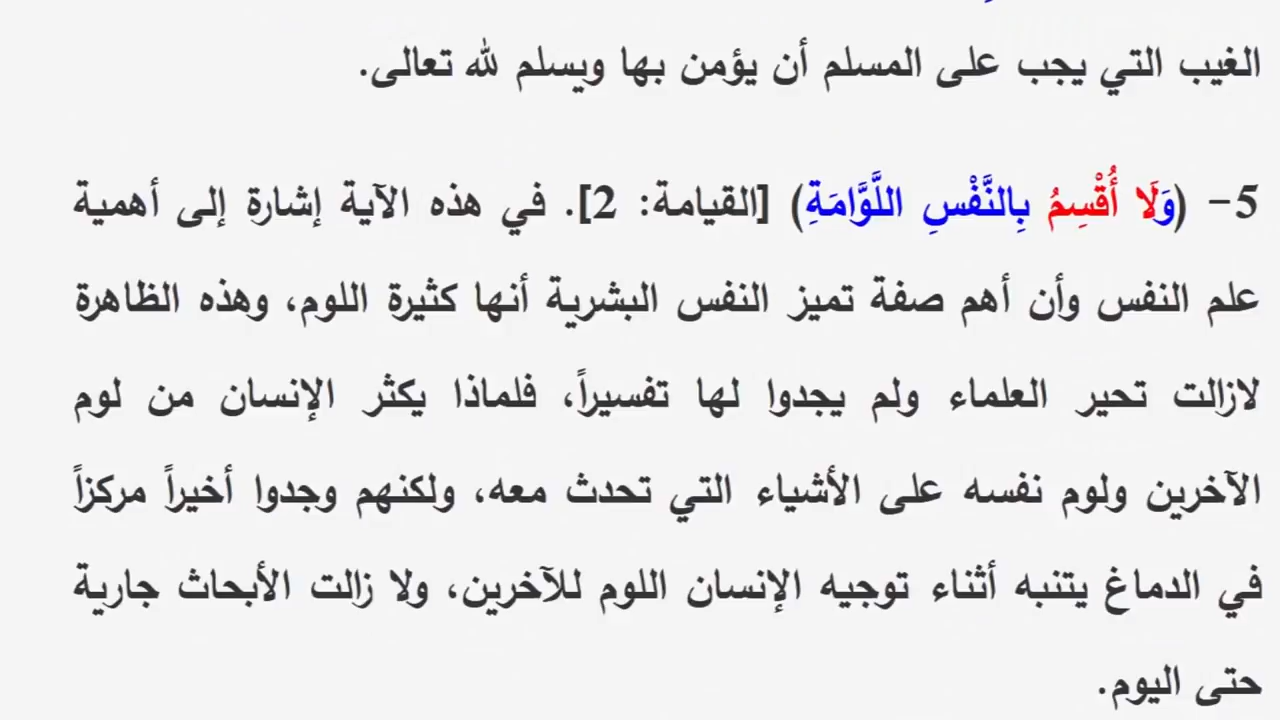 الغيب التي يجب على المسلم أن يؤمن بها ويسلم لله تعالى.
5- (وَلَا أُقْسِمُ بِالنَّفْسِ اللَّوَّامَةِ) [القيامة: 2]. في هذه الآية إشارة إلى أهمية
علم النفس وأن أهم صفة تميز النفس البشرية أنها كثيرة اللوم، وهذه الظاهرة
لازالت تحير العلماء ولم يجدوا لها تفسيراً، فلماذا يكثر الإنسان من لوم
الآخرين ولوم نفسه على الأشياء التي تحدث معه، ولكنهم وجدوا أخيراً مركزاً
في الدماغ يتنبه أثناء توجيه الإنسان اللوم للآخرين، ولا زالت الأبحاث جارية
حتى اليوم.